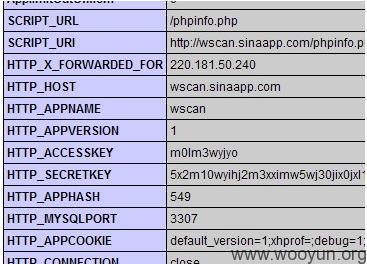 SCRIPT_URL /phpinfo.php
SCRIPT_URI http://wscan.sinaapp.com/phpinfo.p
HTTP_X_FORWARDED_FOR 220.181.50.240
HTTP_HOST wscan.sinaapp.com
HTTP_APPNAME wscan
HTTP_APPVERSION 1
HTTP_ACCESSKEY m0lm3wyjyo
HTTP_SECRETKEY 5x2m10wyihj2m3xximw5wj30jix0jxl1
HTTP_APPHASH 549
HTTP_MYSQLPORT 3307
HTTP_APPCOOKIE default_version=1;xhprof=;debug=1;
HTTP_CONNECTION close
www.wooyun.org